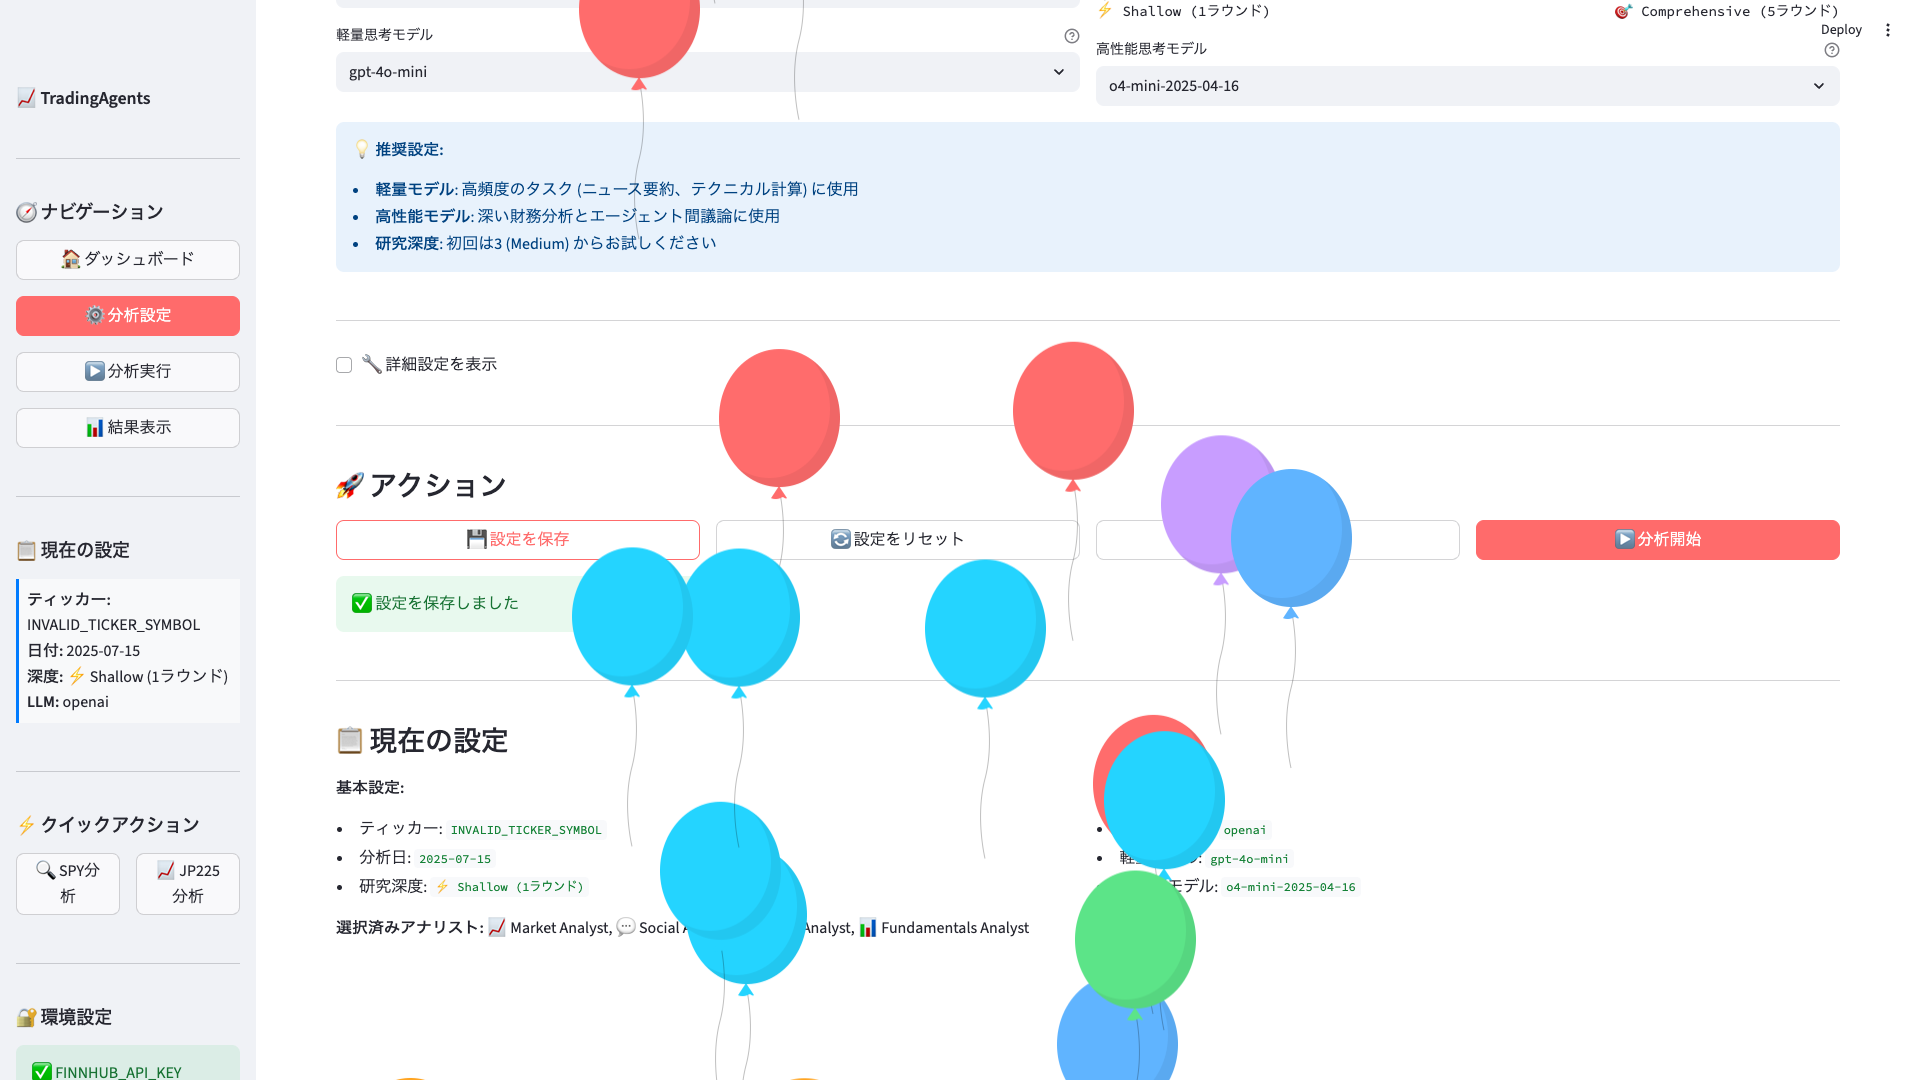 📈 TradingAgents
🧭 ナビゲーション
🏠 ダッシュボード
⚙️ 分析設定
▶️ 分析実行
📊 結果表示
📋 現在の設定
ティッカー:
INVALID_TICKER_SYMBOL
日付: 2025-07-15
深度: ⚡ Shallow (1ラウンド)
LLM: openai
⚡ クイックアクション
🔍 SPY分析
📈 JP225分析
🔐 環境設定
✅ FINNHUB_API_KEY
Deploy
⚡ Shallow (1ラウンド)
🎯 Comprehensive (5ラウンド)
軽量思考モデル
gpt-4o-mini
高性能思考モデル
o4-mini-2025-04-16
💡 推奨設定:
• 軽量モデル: 高頻度のタスク (ニュース要約、テクニカル計算) に使用
• 高性能モデル: 深い財務分析とエージェント間議論に使用
• 研究深度: 初回は3 (Medium) からお試しください
🔧 詳細設定を表示
🚀 アクション
💾 設定を保存
🔄 設定をリセット
▶️ 分析開始
✅ 設定を保存しました
📋 現在の設定
基本設定:
• ティッカー: INVALID_TICKER_SYMBOL
• 分析日: 2025-07-15
• 研究深度: ⚡ Shallow (1ラウンド)
• openai
• gpt-4o-mini
モデル: o4-mini-2025-04-16
選択済みアナリスト: 📈 Market Analyst, 💬 Social Analyst, 📊 Fundamentals Analyst